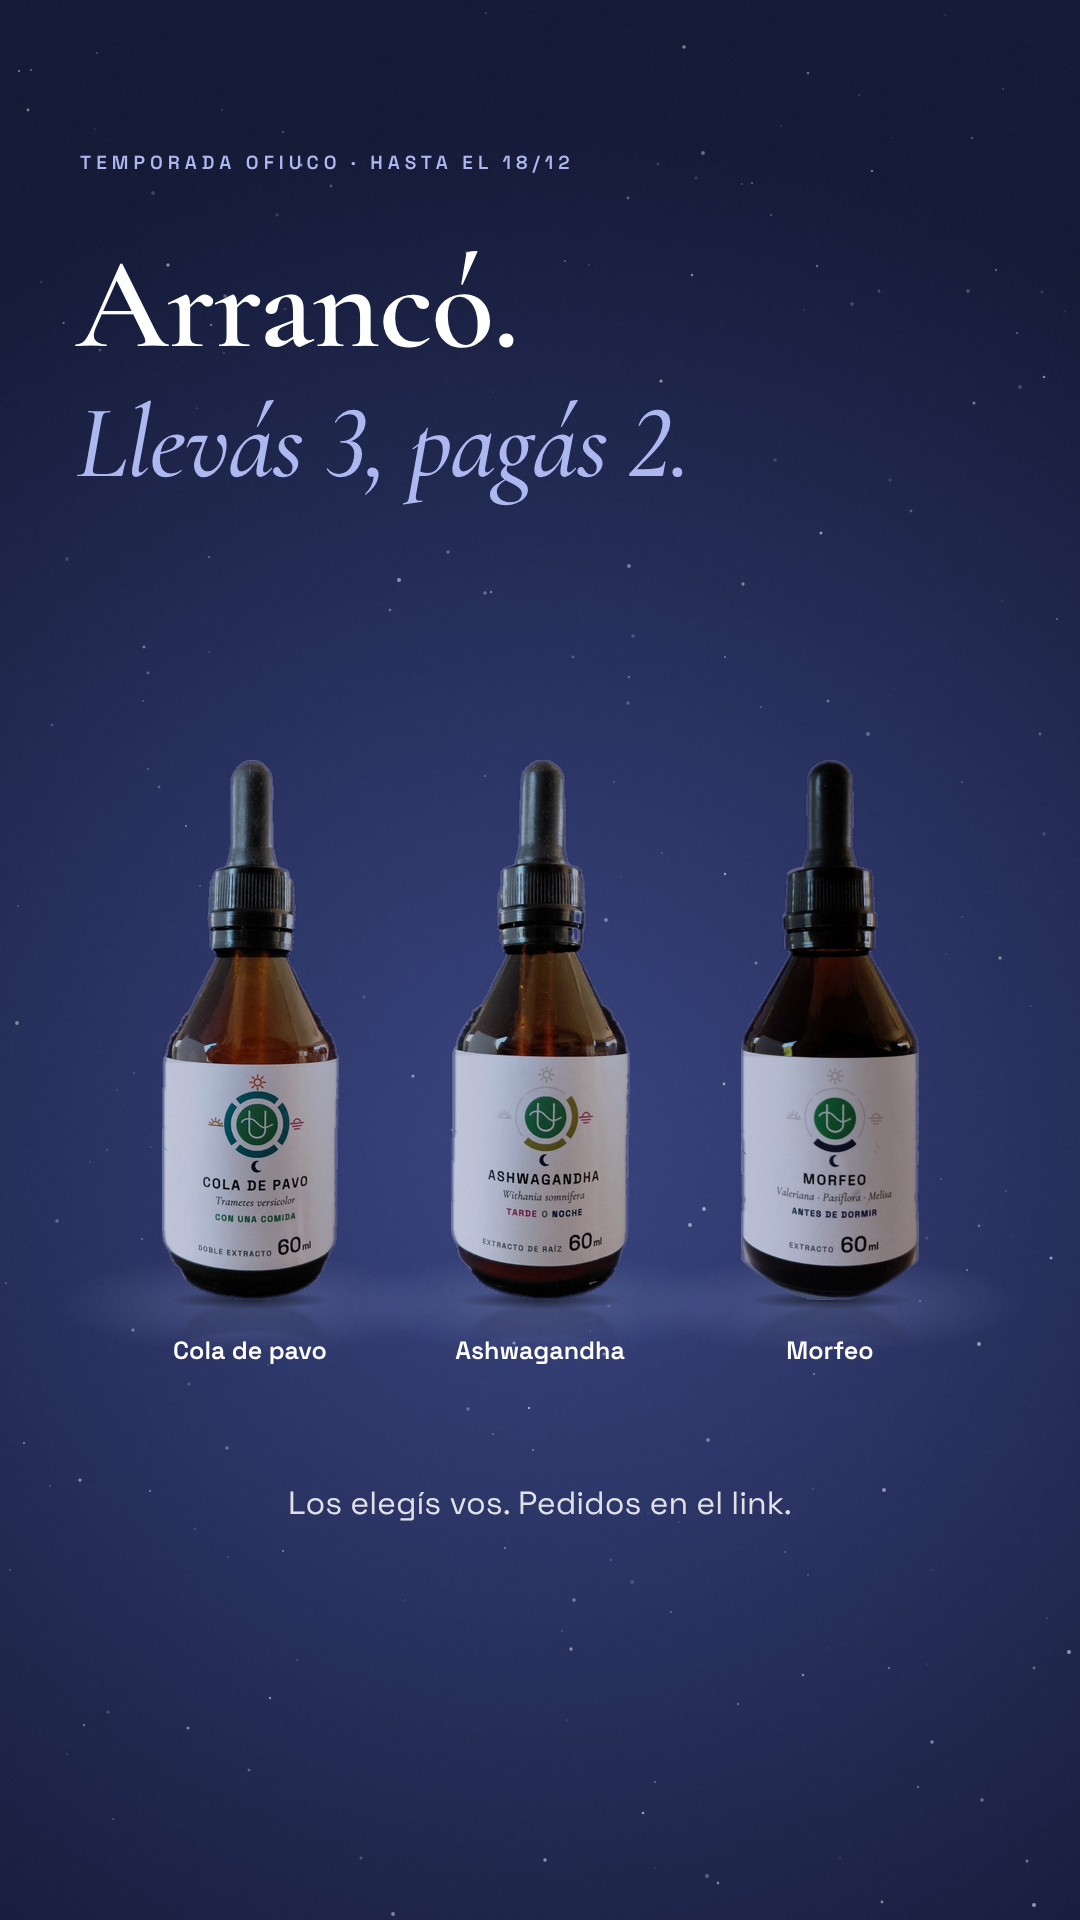 TEMPORADA OFIUCO · HASTA EL 18/12
Arrancó.
Llevás 3, pagás 2.
COLA DE PAVO
Trametes versicolor
CON UNA COMIDA
DOBLE EXTRACTO 60ml
ASHWAGANDHA
Withania somnifera
TARDE O NOCHE
EXTRACTO DE RAÍZ 60ml
MORFEO
Valeriana · Pasiflora · Melisa
ANTES DE DORMIR
EXTRACTO 60ml
Cola de pavo
Ashwagandha
Morfeo
Los elegís vos. Pedidos en el link.